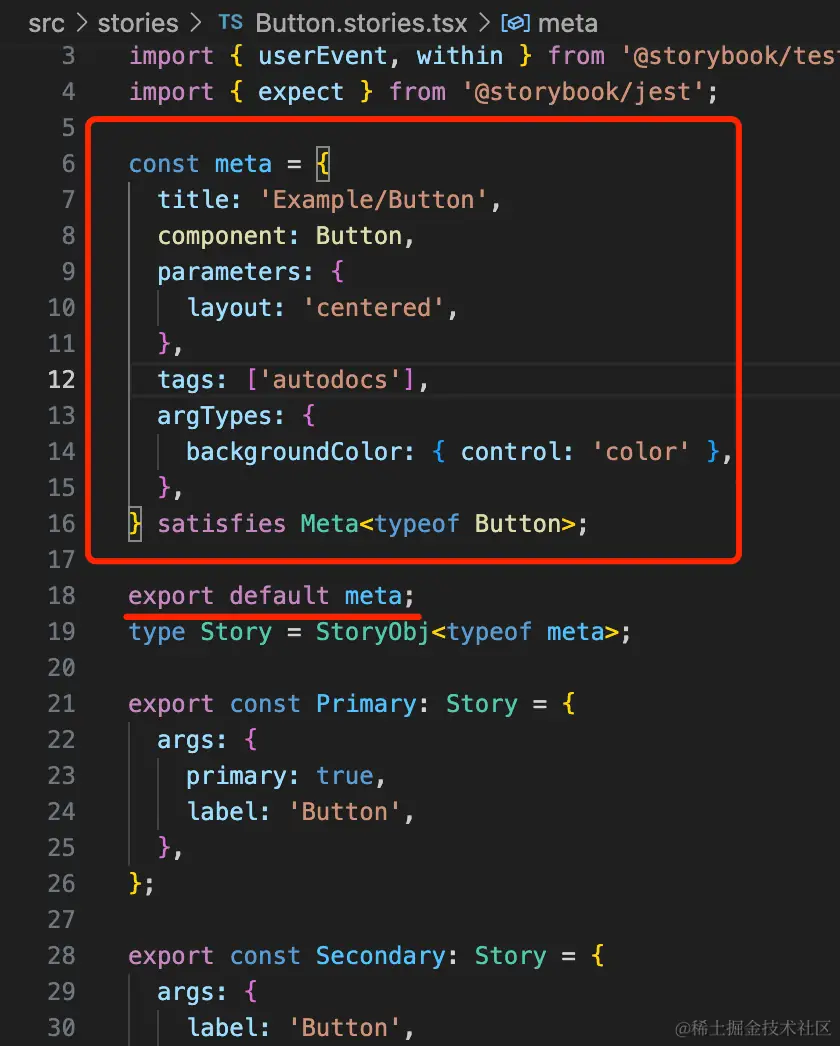 src > stories > TS Button.stories.tsx > meta
3 import { userEvent, within } from '@storybook/tes
4 import { expect } from '@storybook/jest';
5
6 const meta = {
7 title: 'Example/Button',
8 component: Button,
9 parameters: {
10 layout: 'centered',
11 },
12 tags: ['autodocs'],
13 argTypes: {
14 backgroundColor: { control: 'color' },
15 },
16 } satisfies Meta<typeof Button>;
17
18 export default meta;
19 type Story = StoryObj<typeof meta>;
20
21 export const Primary: Story = {
22 args: {
23 primary: true,
24 label: 'Button',
25 },
26 };
27
28 export const Secondary: Story = {
29 args: {
30 label: 'Button',
@稀土掘金技术社区